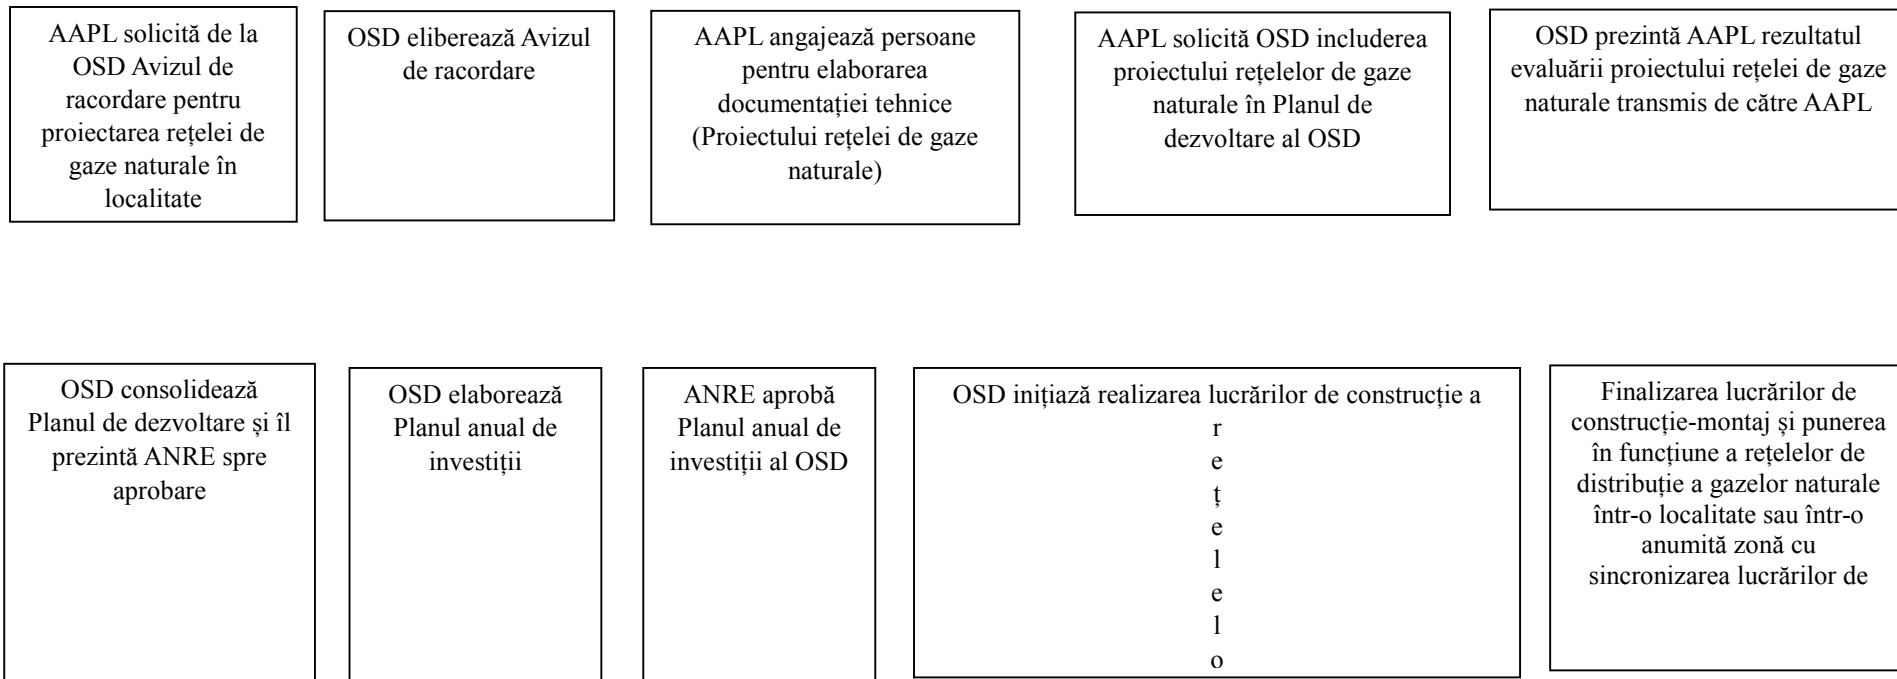 AAPL solicită de la
OSD Avizul de
racordare pentru
proiectarea rețelei de
gaze naturale în
localitate
OSD eliberează Avizul
de racordare
AAPL angajează persoane
pentru elaborarea
documentației tehnice
(Proiectului rețelei de gaze
naturale)
AAPL solicită OSD includerea
proiectului rețelelor de gaze
naturale în Planul de
dezvoltare al OSD
OSD prezintă AAPL rezultatul
evaluării proiectului rețelei de gaze
naturale transmis de către AAPL
OSD consolidează
Planul de dezvoltare și îl
prezintă ANRE spre
aprobare
OSD elaborează
Planul anual de
investiții
ANRE aprobă
Planul anual de
investiții al OSD
OSD inițiază realizarea lucrărilor de construcție a
r
e
ț
e
l
e
l
o
Finalizarea lucrărilor de
construcție-montaj și punerea
în funcțiune a rețelelor de
distribuție a gazelor naturale
într-o localitate sau într-o
anumită zonă cu
sincronizarea lucrărilor de